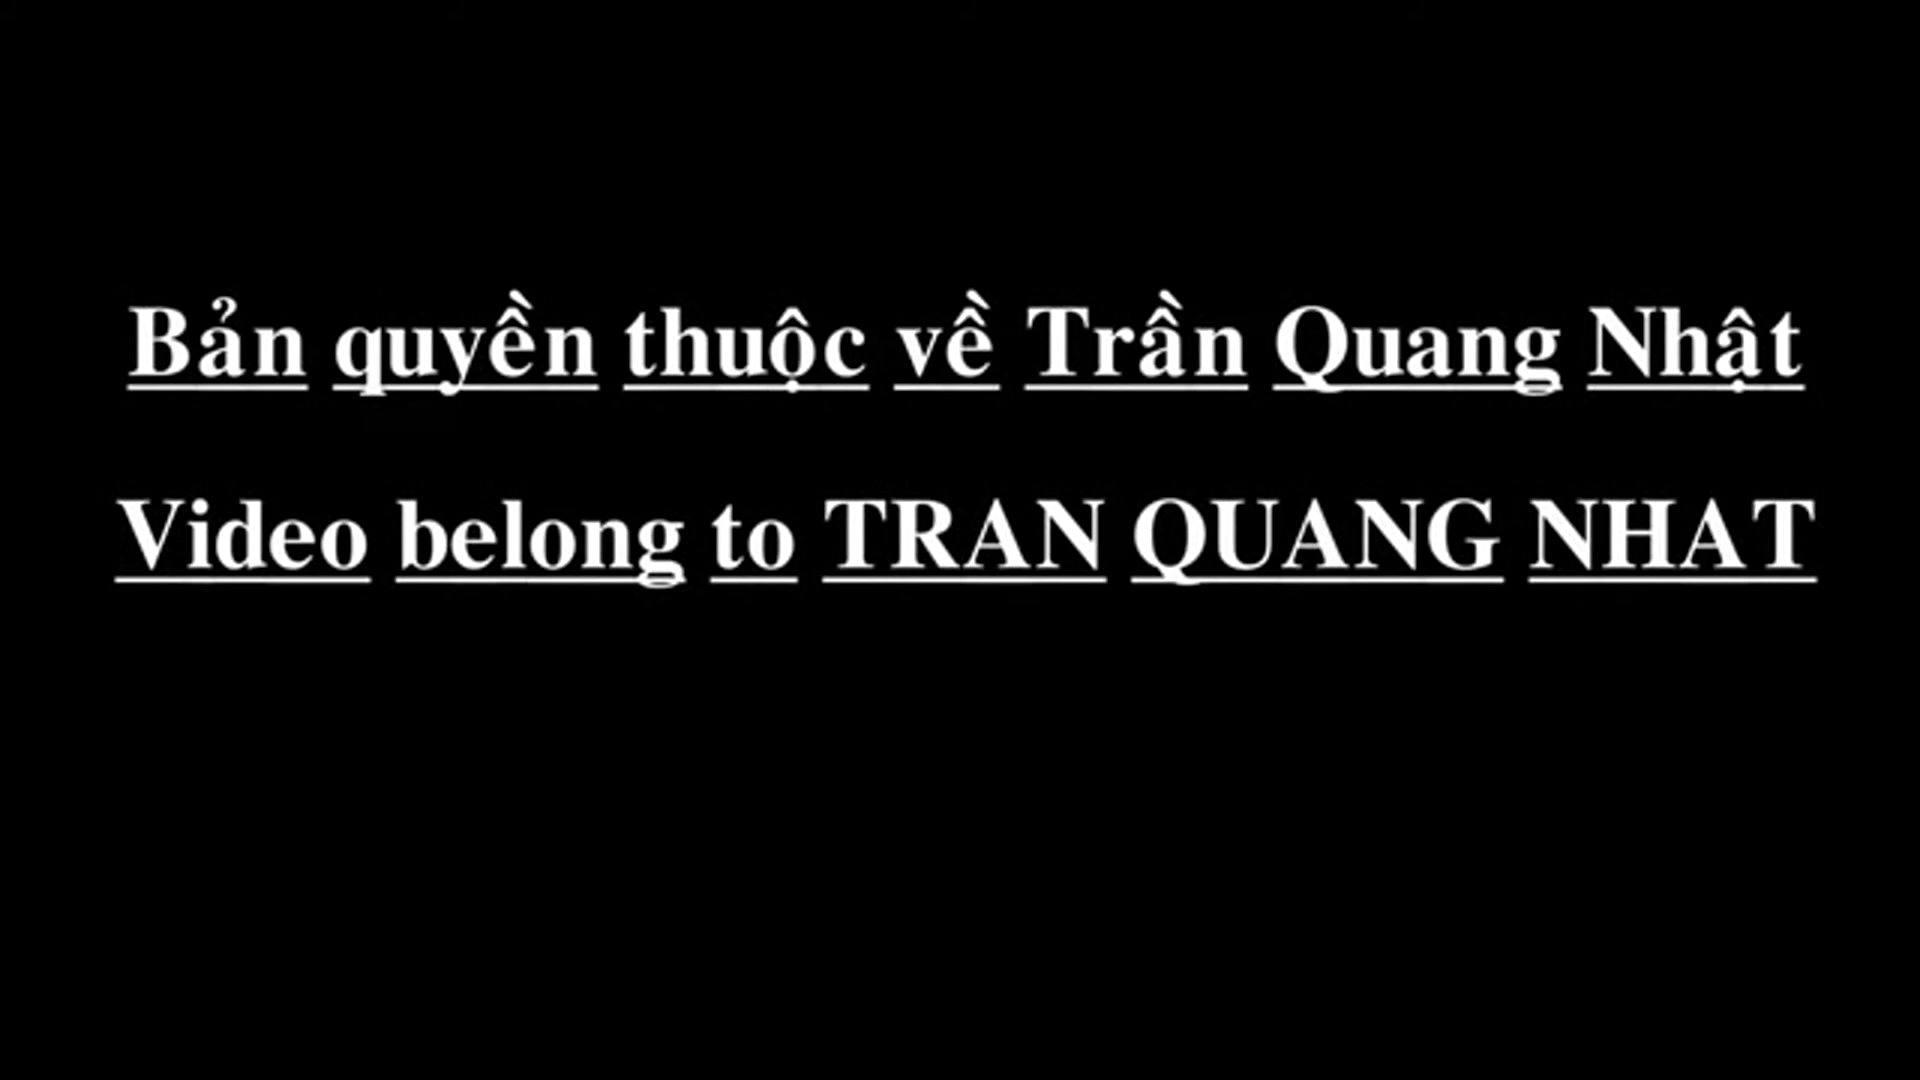 Bản quyền thuộc về Trần Quang Nhật
Video belong to TRAN QUANG NHAT